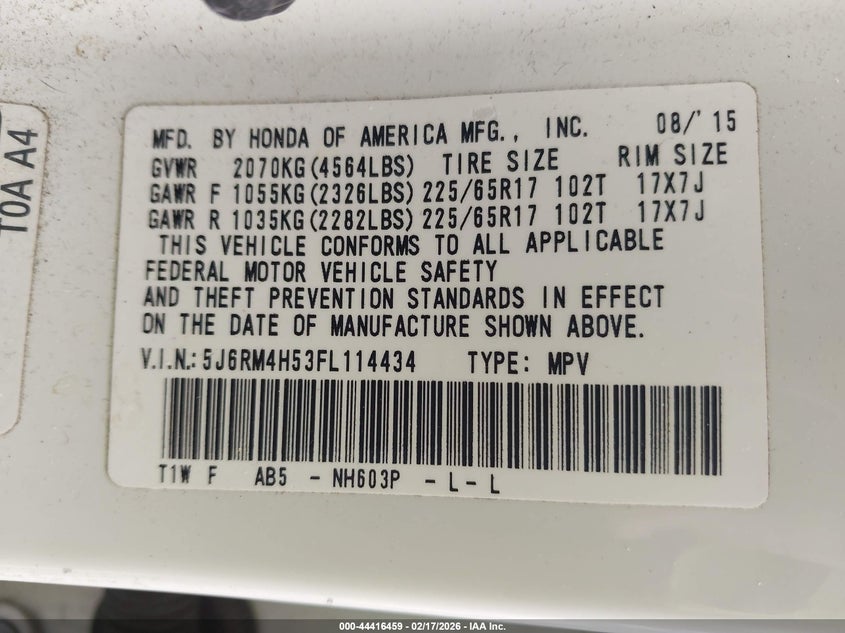 T0A A4
MFD. BY HONDA OF AMERICA MFG., INC. 08/'15
GVWR 2070KG(4564LBS) TIRE SIZE RIM SIZE
GAWR F 1055KG(2326LBS) 225/65R17 102T 17X7J
GAWR R 1035KG(2282LBS) 225/65R17 102T 17X7J
THIS VEHICLE CONFORMS TO ALL APPLICABLE
FEDERAL MOTOR VEHICLE SAFETY
AND THEFT PREVENTION STANDARDS IN EFFECT
ON THE DATE OF MANUFACTURE SHOWN ABOVE.
V.I.N.: 5J6RM4H53FL114434 TYPE: MPV
T1W F AB5 - NH603P - L - L
000-44416459 - 02/17/2026 - IAA Inc.